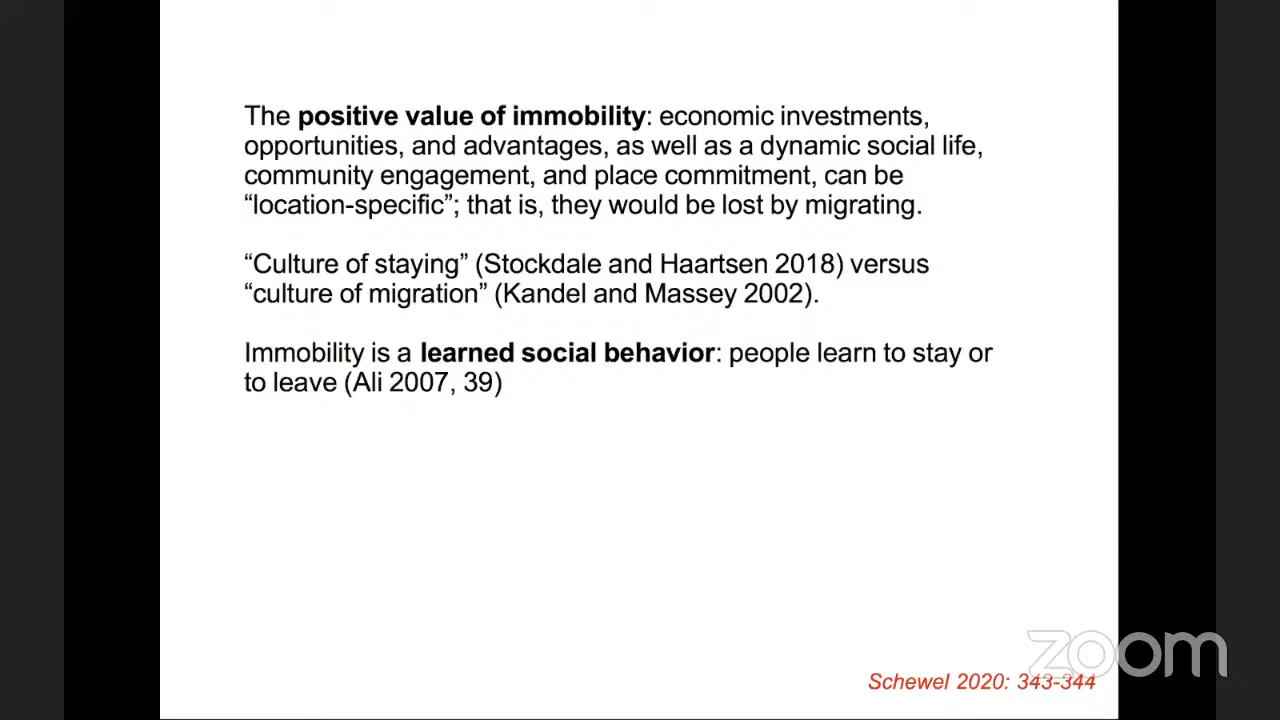 The positive value of immobility: economic investments,
opportunities, and advantages, as well as a dynamic social life,
community engagement, and place commitment, can be
“location-specific”; that is, they would be lost by migrating.
“Culture of staying” (Stockdale and Haartsen 2018) versus
“culture of migration” (Kandel and Massey 2002).
Immobility is a learned social behavior: people learn to stay or
to leave (Ali 2007, 39)
zoom
Schewel 2020: 343-344